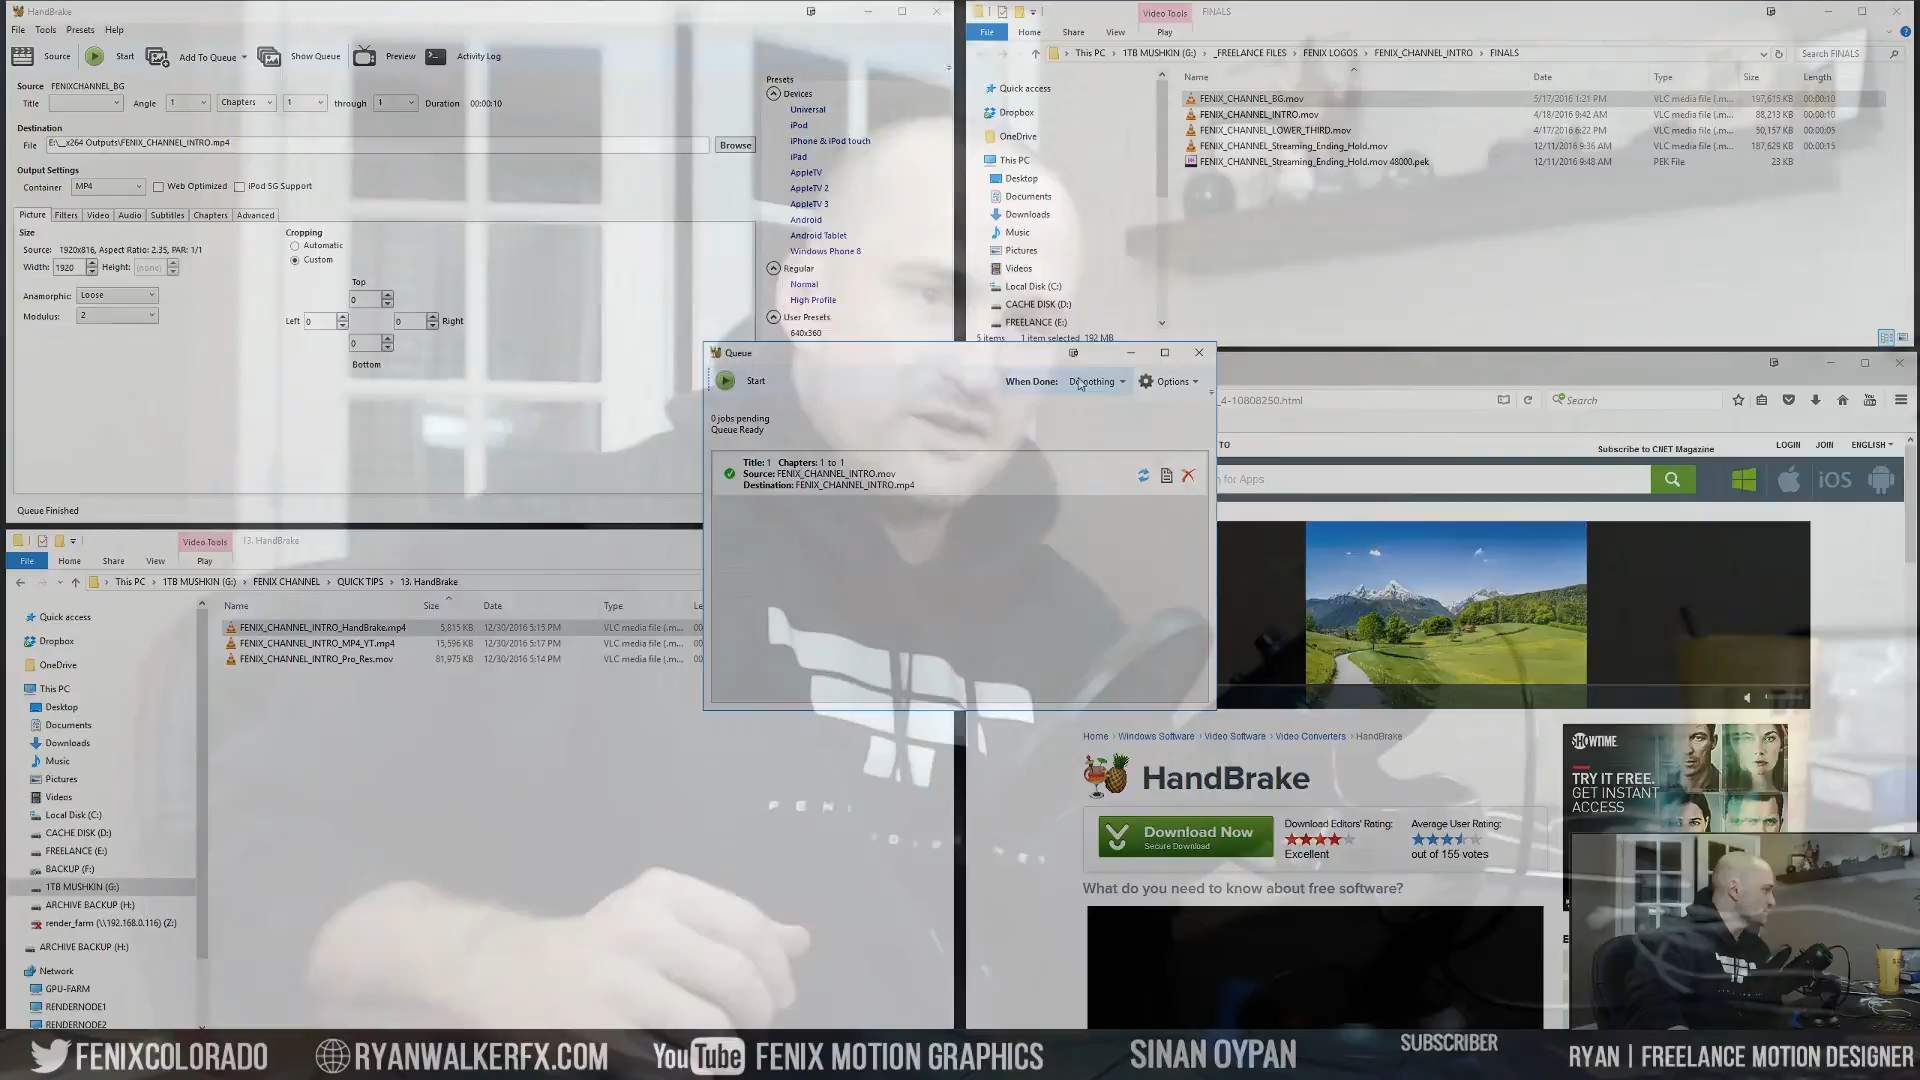 HandBrake
File Tools Presets Help
Source Start Add To Queue Show Queue Preview Activity Log
Source FENIXCHANNEL_BG
Title Angle 1 Chapters 1 through 1 Duration 00:00:10
Destination
File E:\__x264 Outputs\FENIX_CHANNEL_INTRO.mp4 Browse
Output Settings
Container MP4 Web Optimized iPod 5G Support
Picture Filters Video Audio Subtitles Chapters Advanced
Size
Source: 1920x816, Aspect Ratio: 2.35, PAR: 1/1
Width: 1920 Height: (none)
Anamorphic: Loose
Modulus: 2
Cropping
Automatic
Custom
Top
0
Left 0 0 Right
0
Bottom
Queue Finished
Presets
Devices
Universal
iPod
iPhone & iPod touch
iPad
AppleTV
AppleTV 2
AppleTV 3
Android
Android Tablet
Windows Phone 8
Regular
Normal
High Profile
User Presets
640x360
Video Tools FINALS
File Home Share View Play
This PC > 1TB MUSHKIN (G:) > _FREELANCE FILES > FENIX LOGOS > FENIX_CHANNEL_INTRO > FINALS
Search FINALS
Quick access
Dropbox
OneDrive
This PC
Desktop
Documents
Downloads
Music
Pictures
Videos
Local Disk (C:)
CACHE DISK (D:)
FREELANCE (E:)
Name Date Type Size Length
FENIX_CHANNEL_BG.mov 5/17/2016 1:21 PM VLC media file (.m... 197,615 KB 00:00:10
FENIX_CHANNEL_INTRO.mov 4/18/2016 9:42 AM VLC media file (.m... 88,213 KB 00:00:10
FENIX_CHANNEL_LOWER_THIRD.mov 4/17/2016 6:22 PM VLC media file (.m... 50,157 KB 00:00:05
FENIX_CHANNEL_Streaming_Ending_Hold.mov 12/11/2016 9:36 AM VLC media file (.m... 187,629 KB 00:00:15
FENIX_CHANNEL_Streaming_Ending_Hold.mov 48000.pek 12/11/2016 9:48 AM PEK File 23 KB
5 items 1 item selected 192 MB
Queue
Start When Done: Do nothing Options
0 jobs pending
Queue Ready
Title: 1 Chapters: 1 to 1
Source: FENIX_CHANNEL_INTRO.mov
Destination: FENIX_CHANNEL_INTRO.mp4
Video Tools 13. HandBrake
File Home Share View Play
This PC > 1TB MUSHKIN (G:) > FENIX CHANNEL > QUICK TIPS > 13. HandBrake
Quick access
Dropbox
OneDrive
This PC
Desktop
Documents
Downloads
Music
Pictures
Videos
Local Disk (C:)
CACHE DISK (D:)
FREELANCE (E:)
BACKUP (F:)
1TB MUSHKIN (G:)
ARCHIVE BACKUP (H:)
render_farm (\\192.168.0.116) (Z:)
ARCHIVE BACKUP (H:)
Network
GPU-FARM
RENDERNODE1
RENDERNODE2
Name Size Date Type Le
FENIX_CHANNEL_INTRO_HandBrake.mp4 5,815 KB 12/30/2016 5:15 PM VLC media file (.m... 00
FENIX_CHANNEL_INTRO_MP4_YT.mp4 15,596 KB 12/30/2016 5:17 PM VLC media file (.m... 00
FENIX_CHANNEL_INTRO_Pro_Res.mov 81,975 KB 12/30/2016 5:14 PM VLC media file (.m... 00
_4-10808250.html Search
TO Subscribe to CNET Magazine LOGIN JOIN ENGLISH
for Apps iOS
Home > Windows Software > Video Software > Video Converters > HandBrake
HandBrake
Download Now
Secure Download
Download Editors' Rating:
Excellent
Average User Rating:
out of 155 votes
What do you need to know about free software?
SHOWTIME
TRY IT FREE.
GET INSTANT
ACCESS
FENI
FENIXCOLORADO RYANWALKERFX.COM YouTube FENIX MOTION GRAPHICS SINAN OYPAN SUBSCRIBER RYAN | FREELANCE MOTION DESIGNER